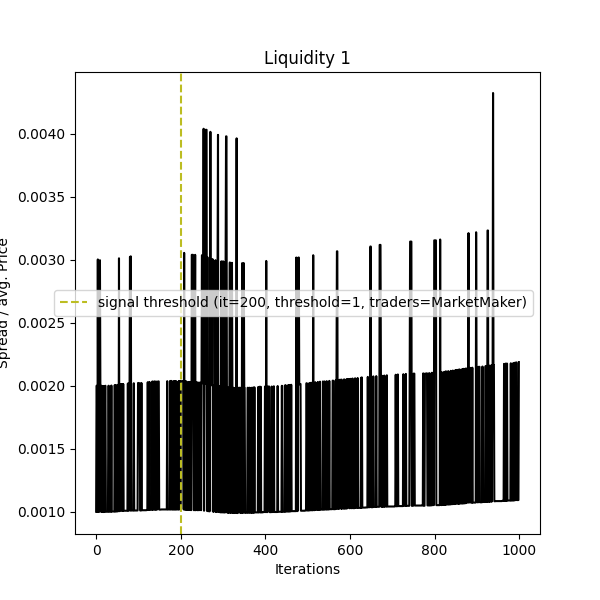 Liquidity 1
Spread / avg. Price
0.0040
0.0035
0.0030
0.0025
0.0020
0.0015
0.0010
signal threshold (it=200, threshold=1, traders=MarketMaker)
0 200 400 600 800 1000
Iterations